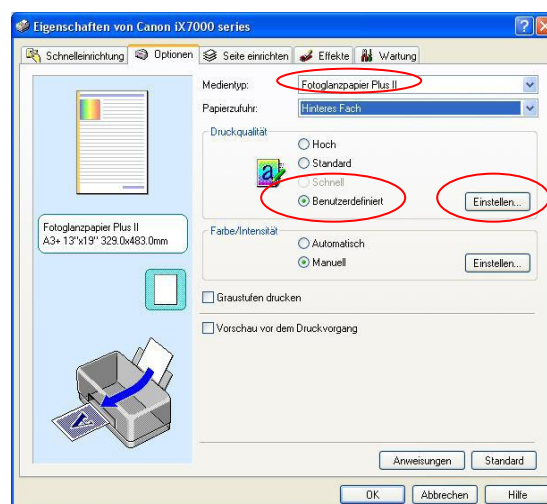 Eigenschaften von Canon iX7000 series
Schnelleinrichtung Optionen Seite einrichten Effekte Wartung
Medientyp: Fotoglanzpapier Plus II
Papierzufuhr: Hinteres Fach
Druckqualität
Hoch
Standard
Schnell
Benutzerdefiniert Einstellen...
Fotoglanzpapier Plus II
A3+ 13"x19" 329.0x483.0mm
Farbe/Intensität
Automatisch
Manuell Einstellen...
Graustufen drucken
Vorschau vor dem Druckvorgang
Anweisungen Standard
OK Abbrechen Hilfe